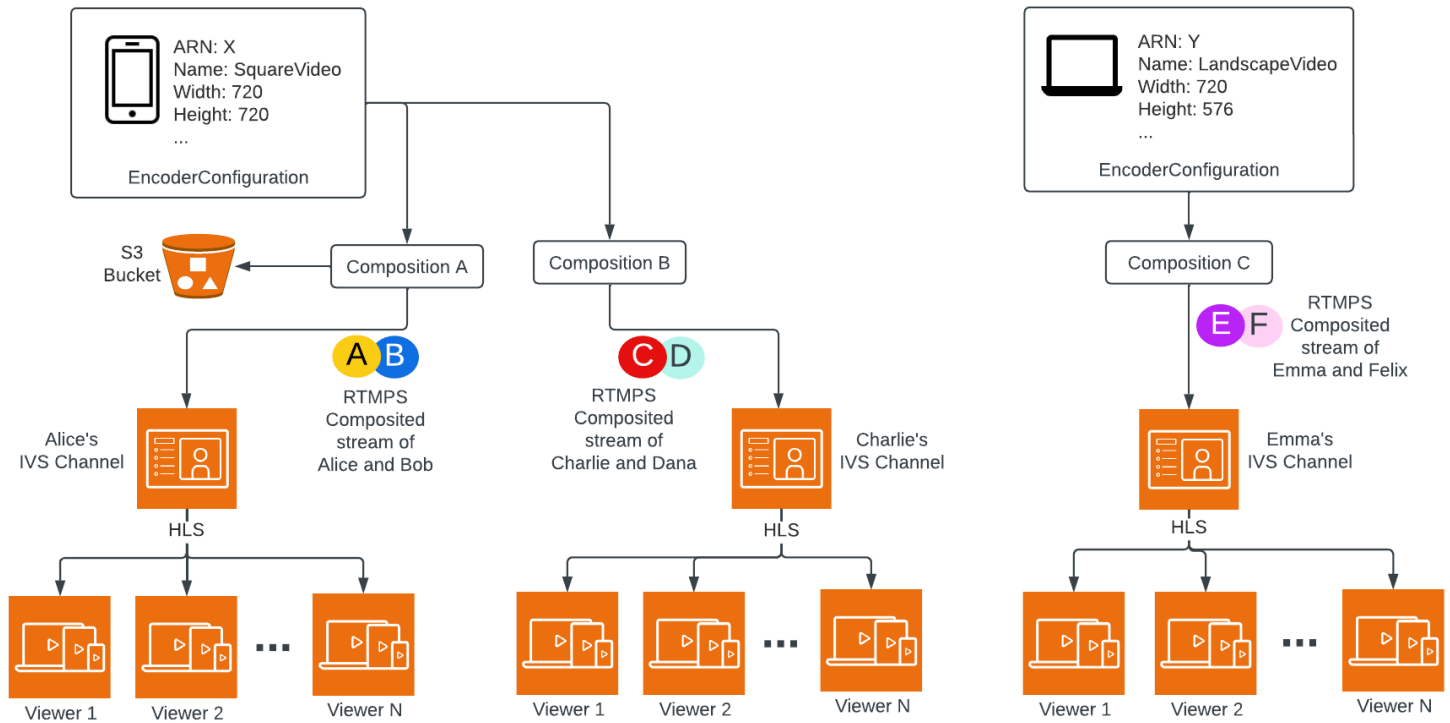 ARN: X
Name: SquareVideo
Width: 720
Height: 720
...
EncoderConfiguration
ARN: Y
Name: LandscapeVideo
Width: 720
Height: 576
...
EncoderConfiguration
S3
Bucket
Composition A
Composition B
Composition C
A B
RTMPS
Composited
stream of
Alice and Bob
C D
RTMPS
Composited
stream of
Charlie and Dana
E F
RTMPS
Composited
stream of
Emma and Felix
Alice's
IVS Channel
Charlie's
IVS Channel
Emma's
IVS Channel
HLS
HLS
HLS
Viewer 1
Viewer 2
...
Viewer N
Viewer 1
Viewer 2
...
Viewer N
Viewer 1
Viewer 2
...
Viewer N